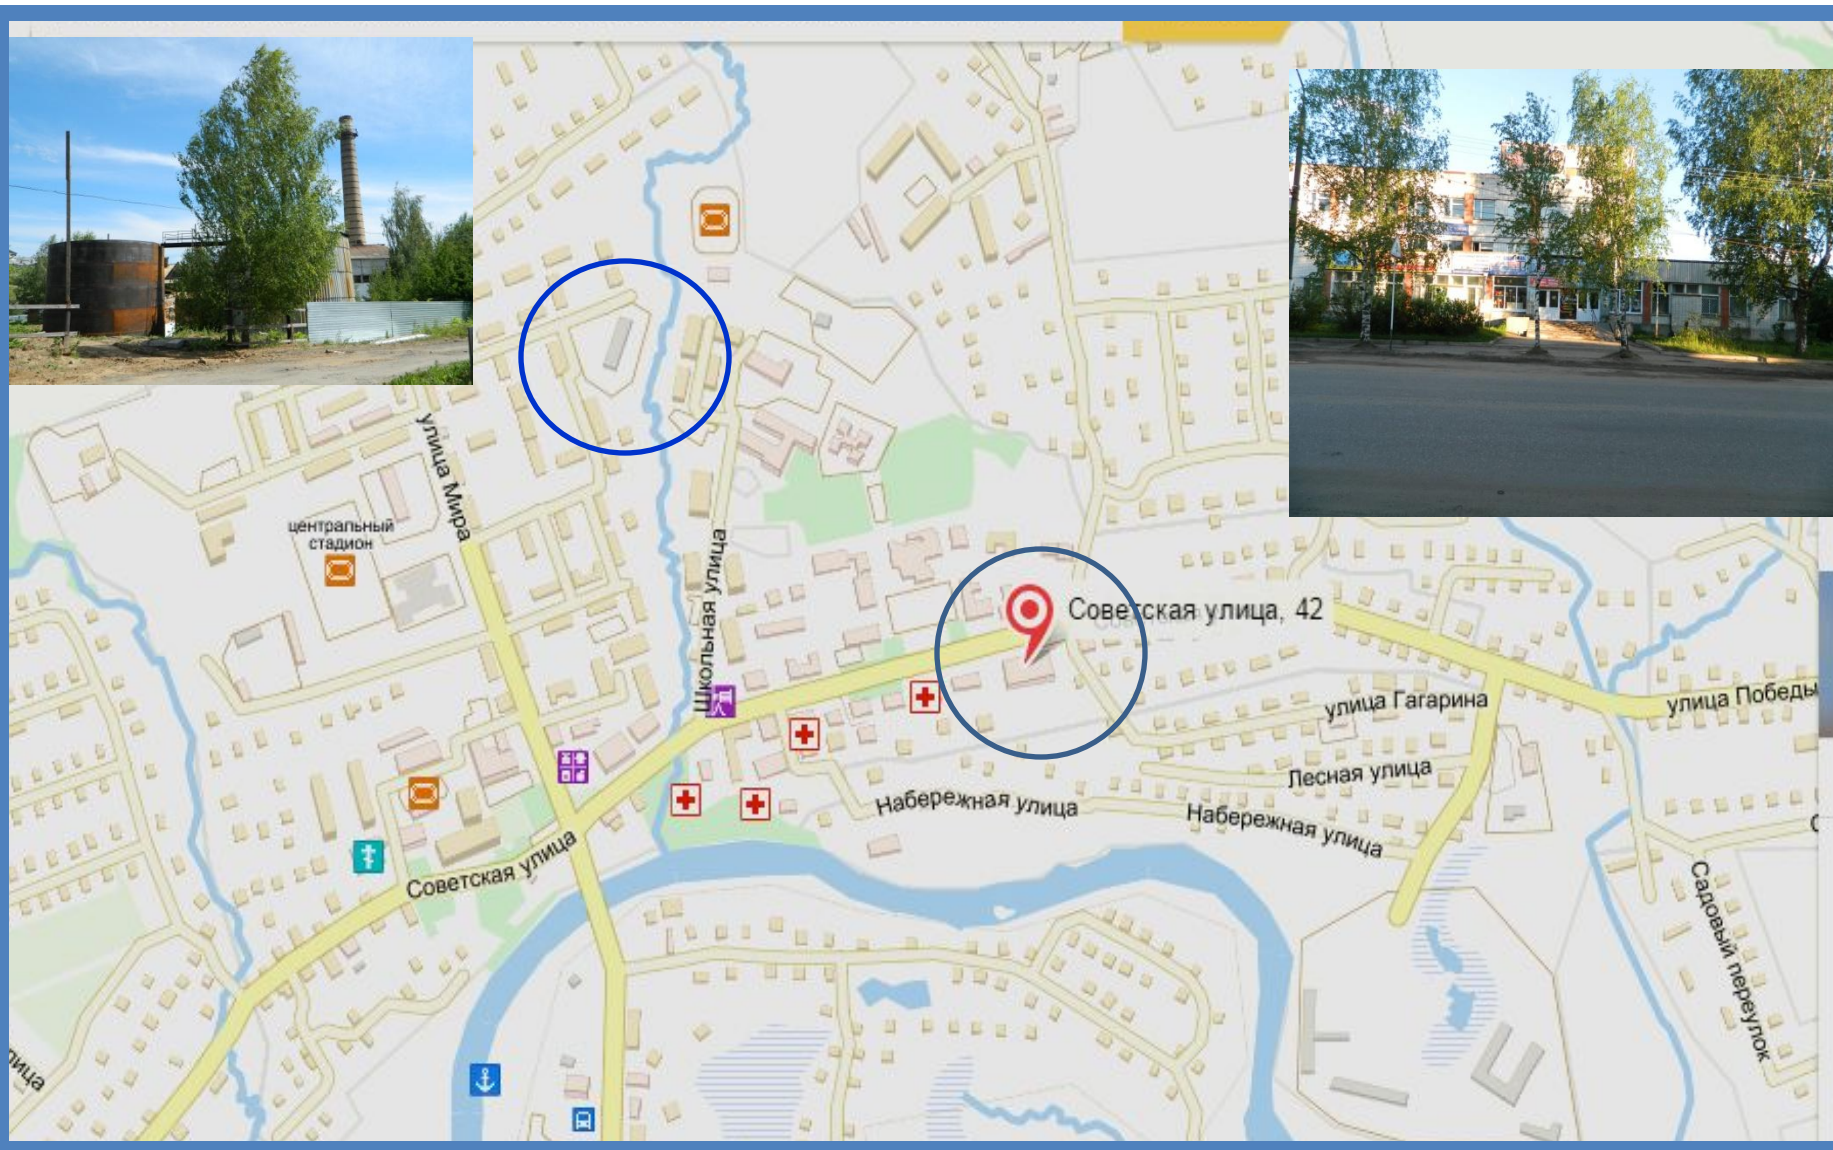 улица Мира
центральный
стадион
Школьная улица
Советская улица, 42
улица Гагарина
улица Победы
Лесная улица
Набережная улица
Набережная улица
Советская улица
Садовый переулок